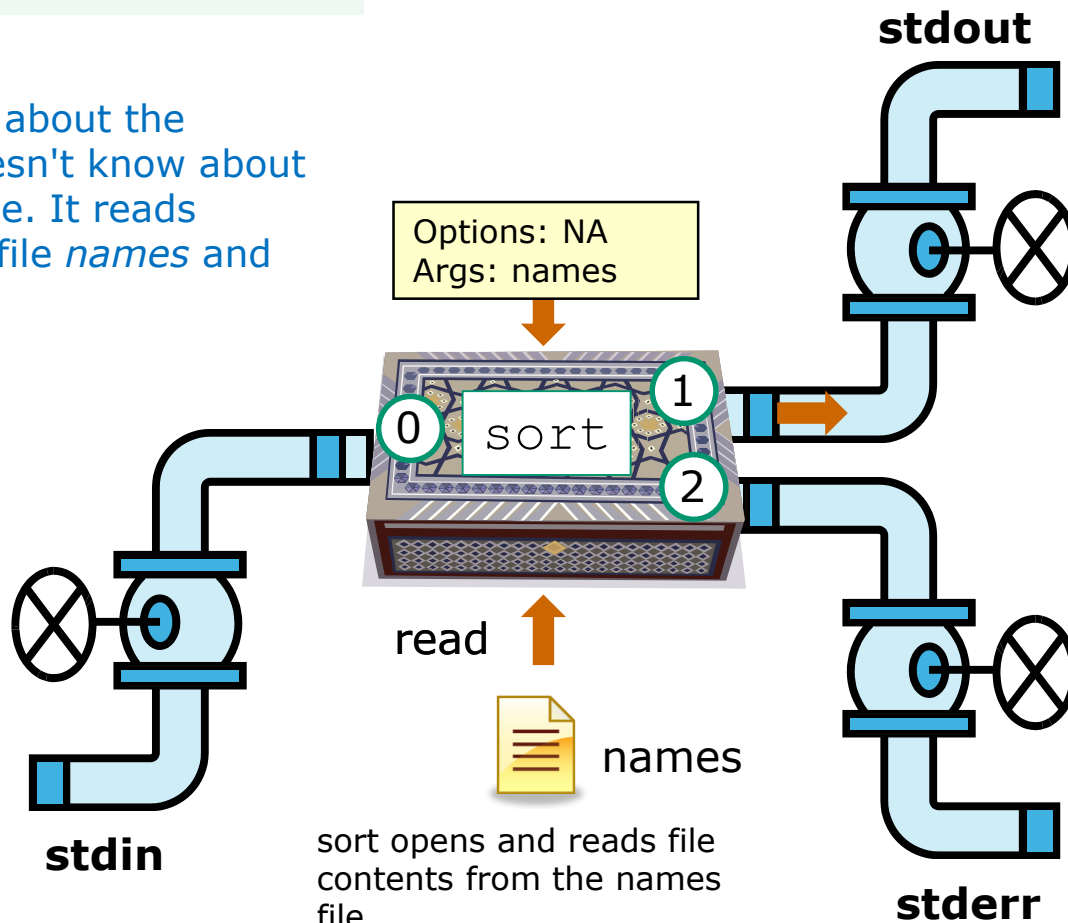 stdout
about the
esn't know about
e. It reads
file names and
Options: NA
Args: names
0
sort
1
2
read
names
stdin
sort opens and reads file
contents from the names
file
stderr